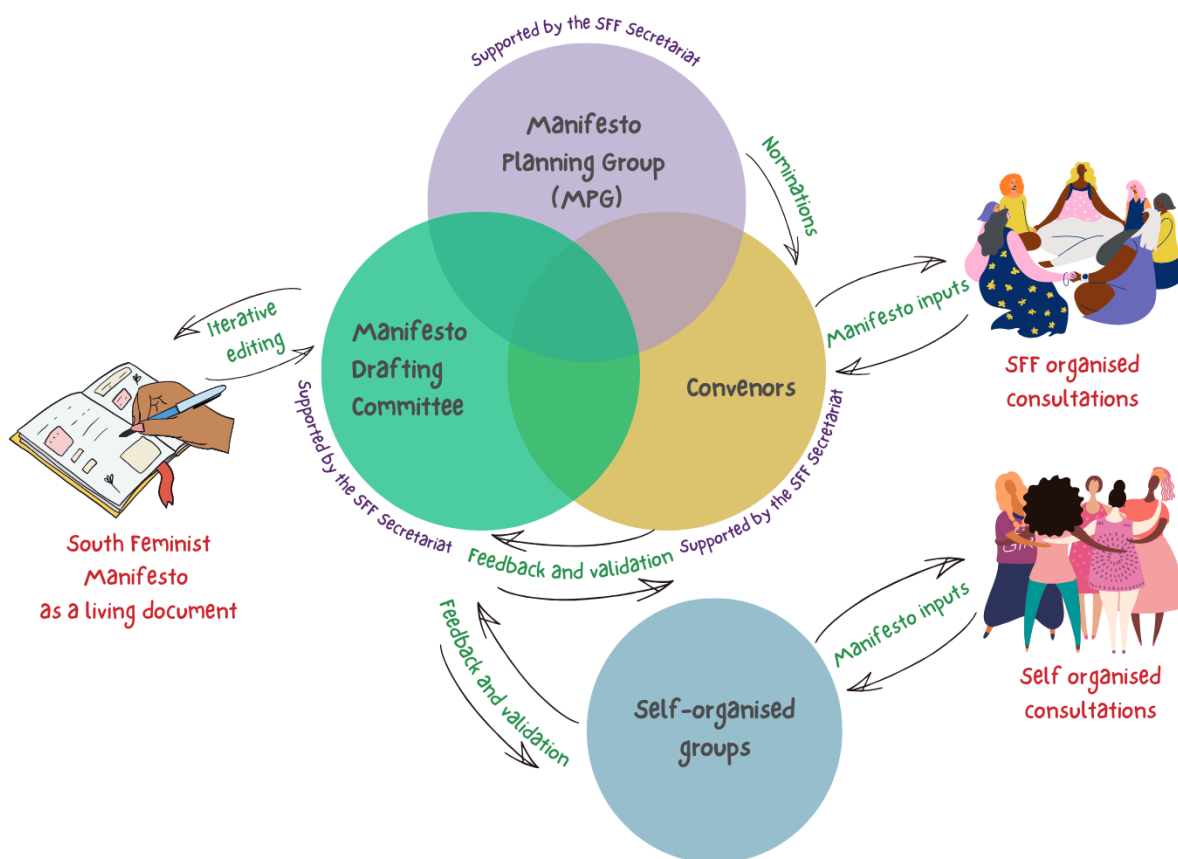 Supported by the SFF Secretariat
Manifesto
Planning Group
(MPG)
Nominations
Manifesto
Drafting
Committee
Convenors
Iterative
editing
Manifesto inputs
SFF organised
consultations
Supported by the SFF Secretariat
Supported by the SFF Secretariat
South Feminist
Manifesto
as a living document
Feedback and validation
Feedback and validation
Manifesto inputs
Self-organised
groups
Self organised
consultations